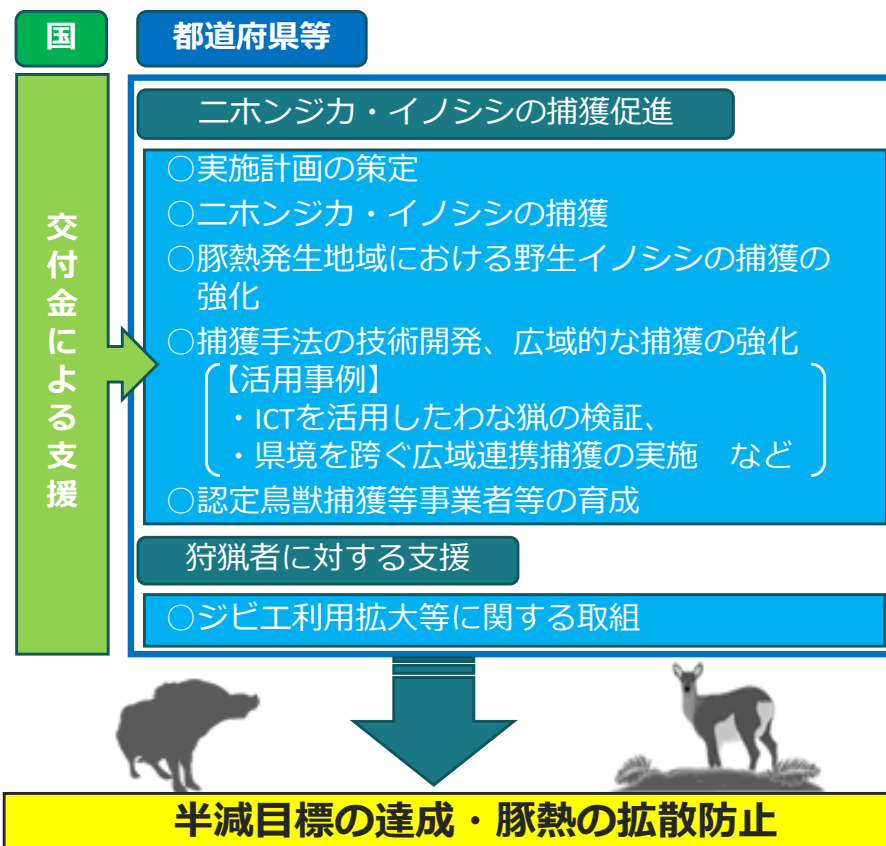 国
都道府県等
交付金による支援
ニホンジカ・イノシシの捕獲促進
○実施計画の策定
○ニホンジカ・イノシシの捕獲
○豚熱発生地域における野生イノシシの捕獲の
強化
○捕獲手法の技術開発、広域的な捕獲の強化
【活用事例】
・ICTを活用したわな猟の検証、
・県境を跨ぐ広域連携捕獲の実施　など
○認定鳥獣捕獲等事業者等の育成
狩猟者に対する支援
○ジビエ利用拡大等に関する取組
半減目標の達成・豚熱の拡散防止